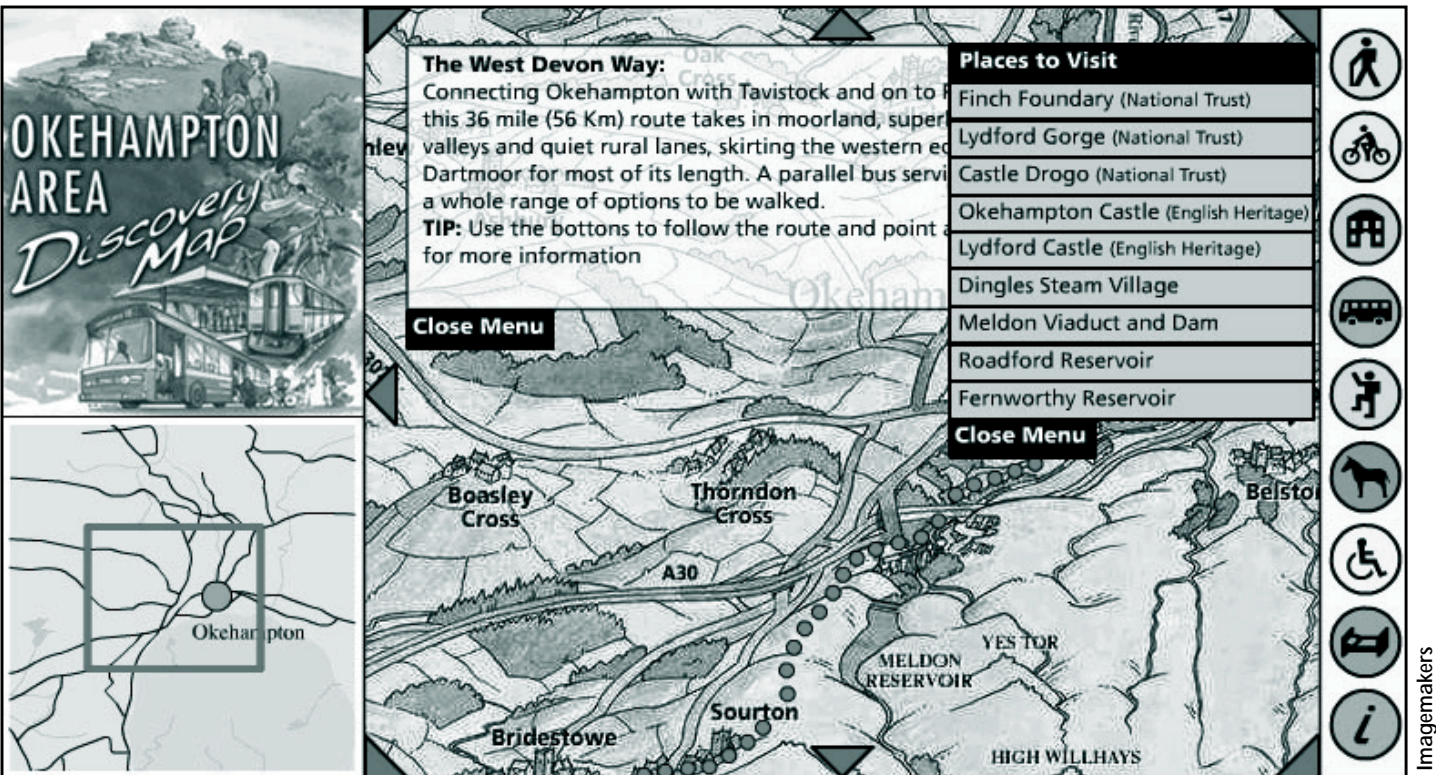 OKEHAMPTON
AREA
Discovery
Map
Okehampton
The West Devon Way:
Connecting Okehampton with Tavistock and on to
this 36 mile (56 Km) route takes in moorland,
valleys and quiet rural lanes, skirting the western
Dartmoor for most of its length. A parallel bus
a whole range of options to be walked.
TIP: Use the bottons to follow the route and point
for more information
Close Menu
Oak
Cross
Ashbury
Okeham
Places to Visit
Finch Foundary (National Trust)
Lydford Gorge (National Trust)
Castle Drogo (National Trust)
Okehampton Castle (English Heritage)
Lydford Castle (English Heritage)
Dingles Steam Village
Meldon Viaduct and Dam
Roadford Reservoir
Fernworthy Reservoir
Close Menu
Boasley
Cross
Thorndon
Cross
Belsto
A30
YES TOR
MELDON
RESERVOIR
Sourton
Bridestowe
HIGH WILLHAYS
i
Imagemakers